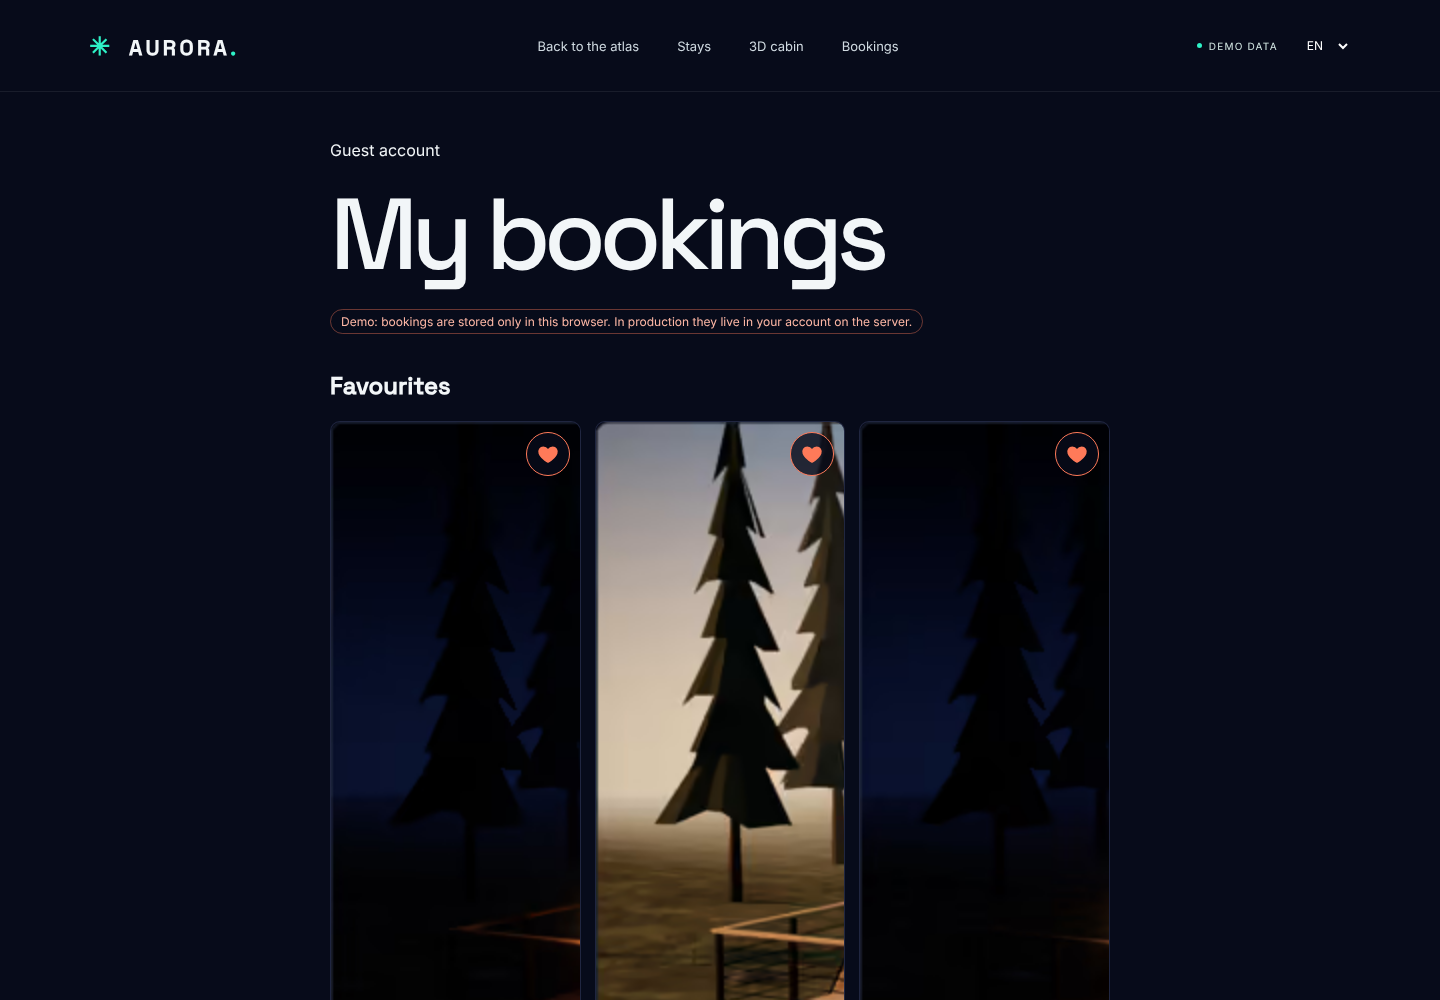 AURORA.
Back to the atlas
Stays
3D cabin
Bookings
DEMO DATA
EN
Guest account
My bookings
Demo: bookings are stored only in this browser. In production they live in your account on the server.
Favourites